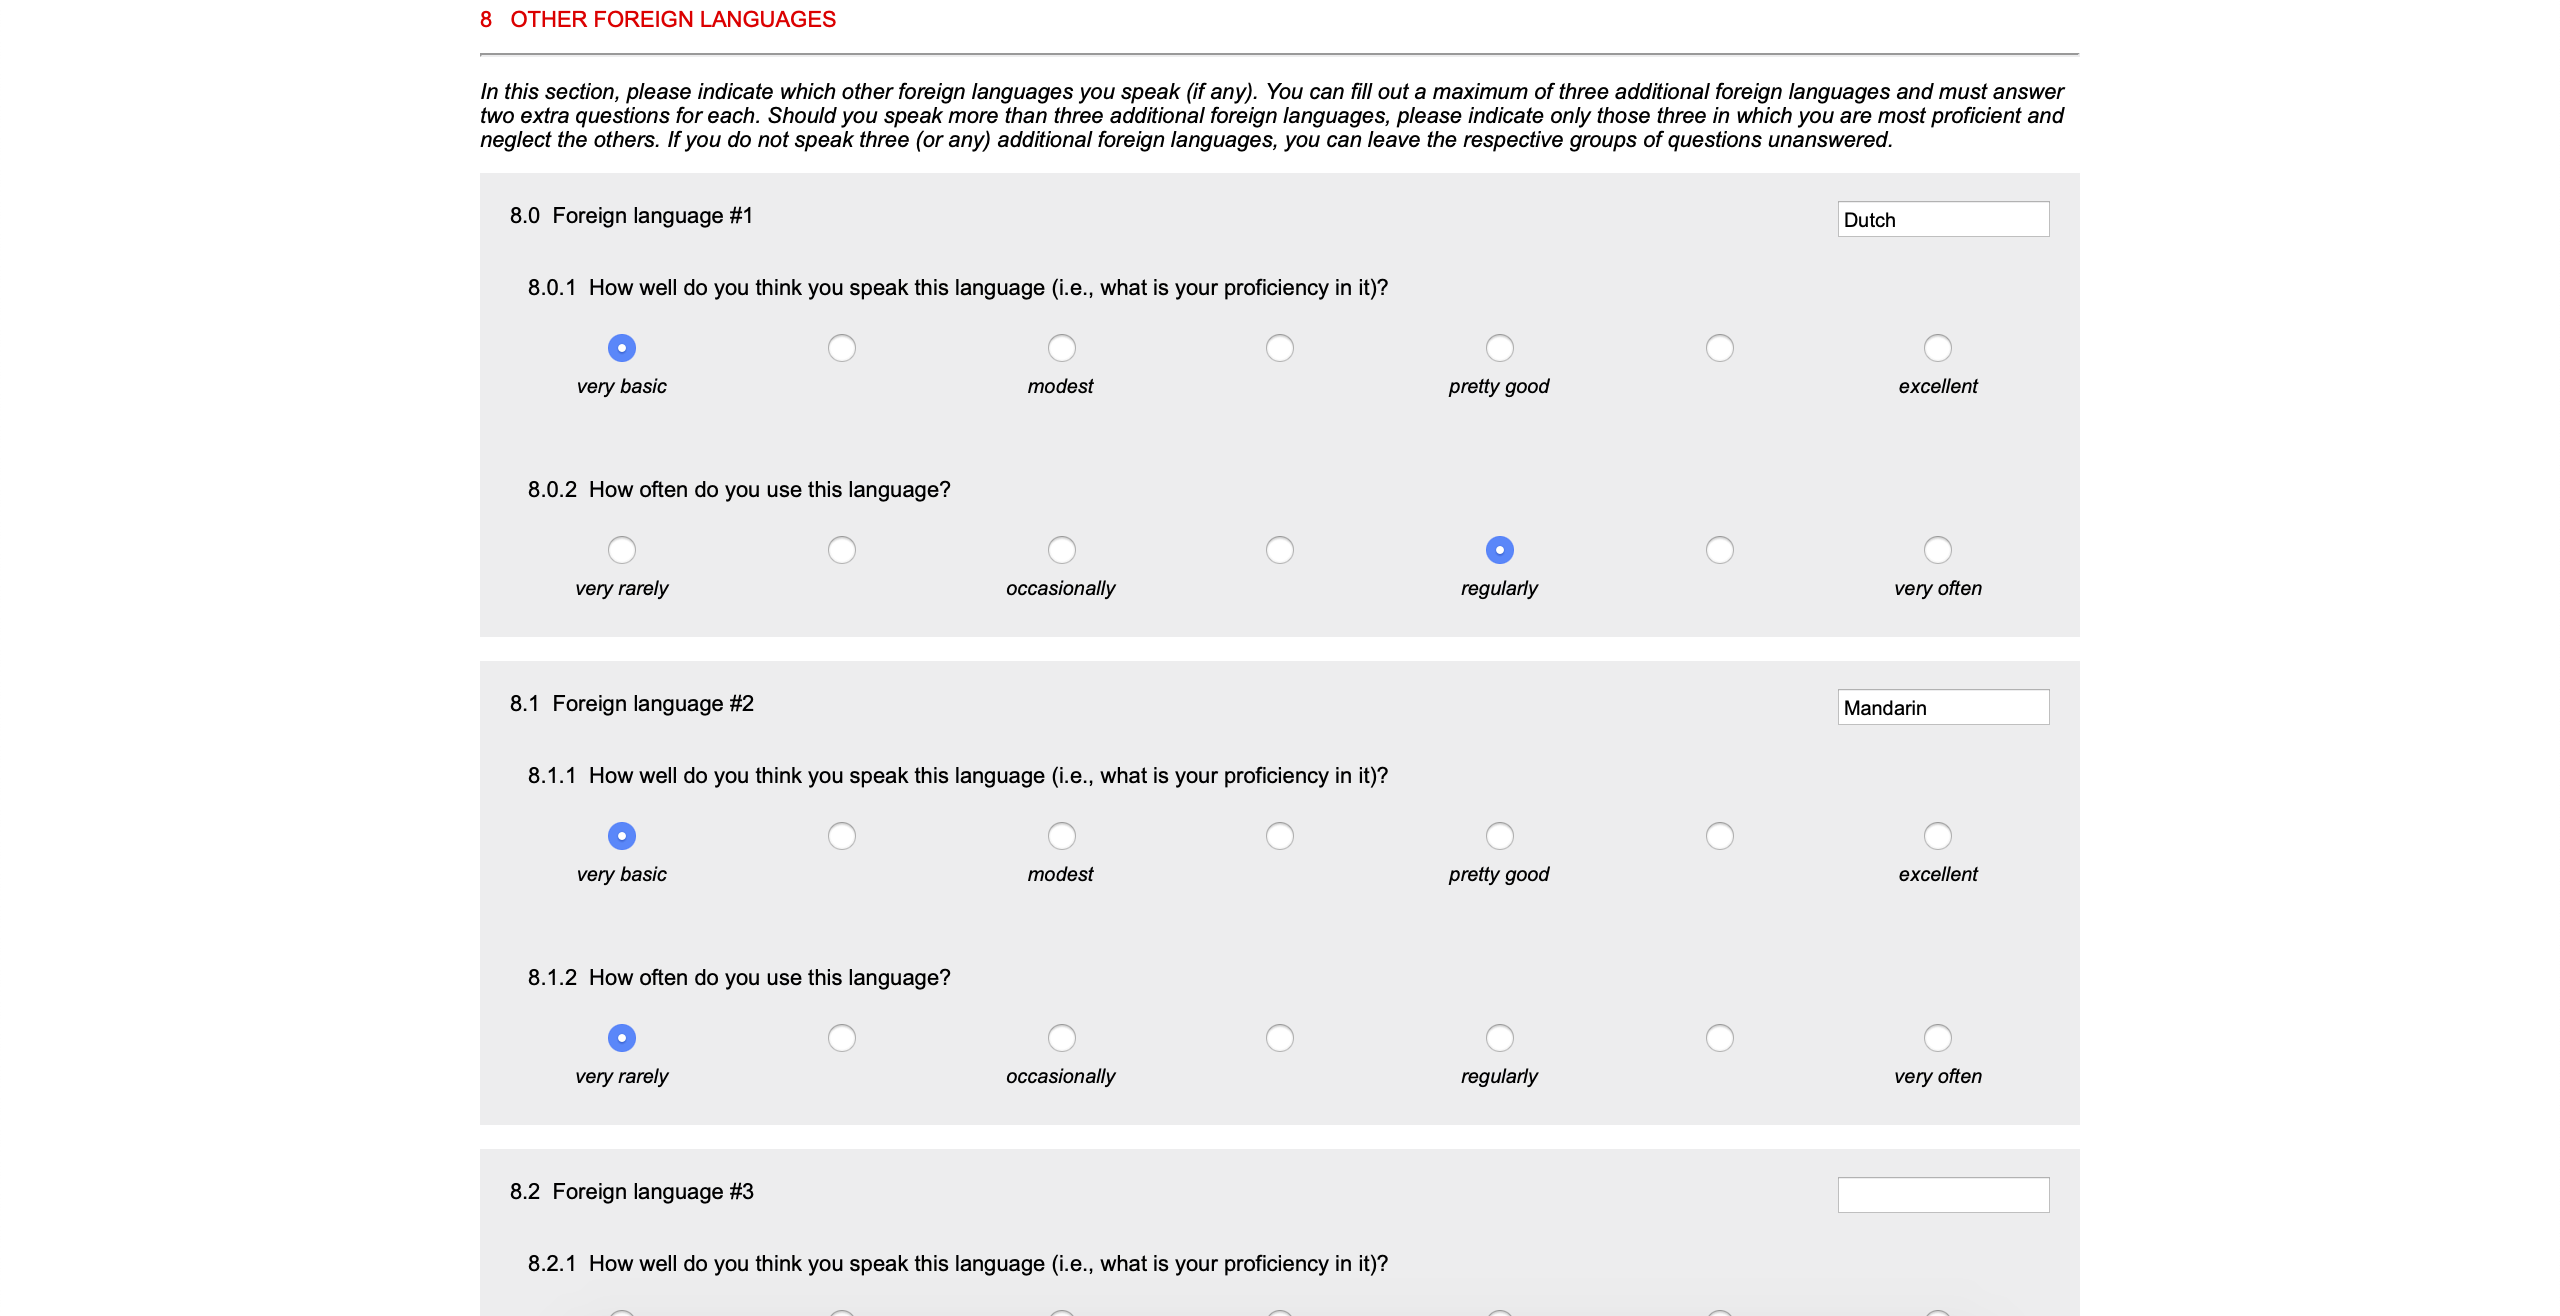 8 OTHER FOREIGN LANGUAGES
In this section, please indicate which other foreign languages you speak (if any). You can fill out a maximum of three additional foreign languages and must answer
two extra questions for each. Should you speak more than three additional foreign languages, please indicate only those three in which you are most proficient and
neglect the others. If you do not speak three (or any) additional foreign languages, you can leave the respective groups of questions unanswered.
8.0 Foreign language #1 Dutch
8.0.1 How well do you think you speak this language (i.e., what is your proficiency in it)?
very basic modest pretty good excellent
8.0.2 How often do you use this language?
very rarely occasionally regularly very often
8.1 Foreign language #2 Mandarin
8.1.1 How well do you think you speak this language (i.e., what is your proficiency in it)?
very basic modest pretty good excellent
8.1.2 How often do you use this language?
very rarely occasionally regularly very often
8.2 Foreign language #3
8.2.1 How well do you think you speak this language (i.e., what is your proficiency in it)?